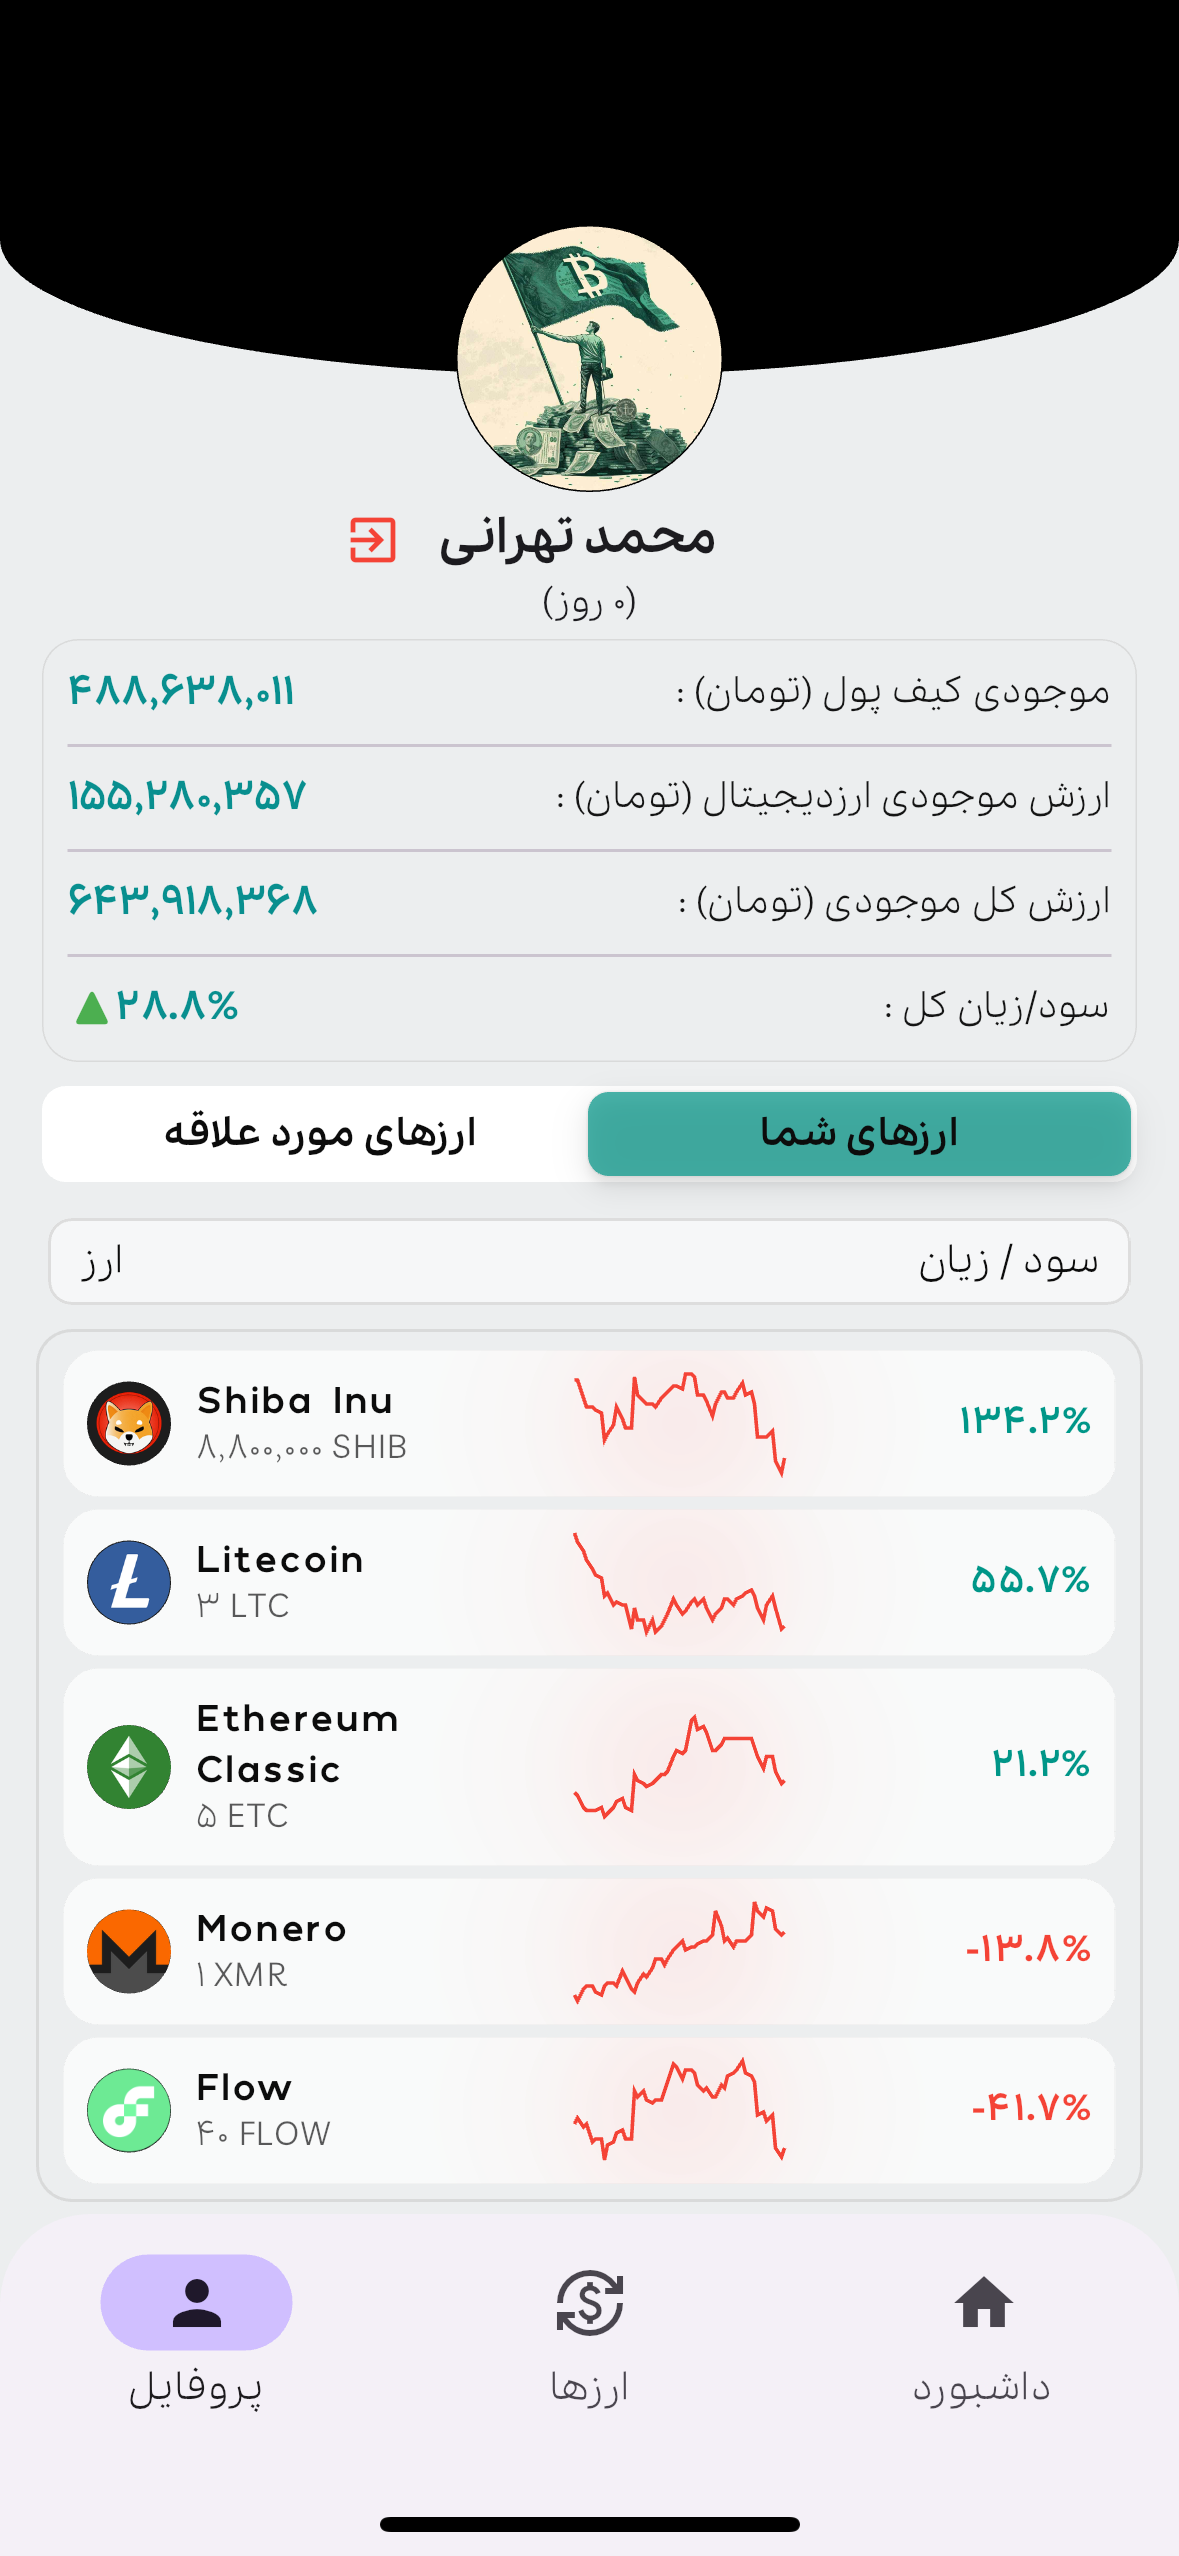 محمد تهرانی
(۰ روز)
موجودی کیف پول (تومان) : ۴۸۸,۶۳۸,۰۱۱
ارزش موجودی ارزدیجیتال (تومان) : ۱۵۵,۲۸۰,۳۵۷
ارزش کل موجودی (تومان) : ۶۴۳,۹۱۸,۳۶۸
سود/زیان کل : ۲۸.۸%
ارزهای شما ارزهای مورد علاقه
سود / زیان ارز
Shiba Inu ۱۳۴.۲%
۸,۸۰۰,۰۰۰ SHIB
Litecoin ۵۵.۷%
۳ LTC
Ethereum
Classic ۲۱.۲%
۵ ETC
Monero -۱۳.۸%
۱ XMR
Flow -۴۱.۷%
۴۰ FLOW
داشبورد ارزها پروفایل